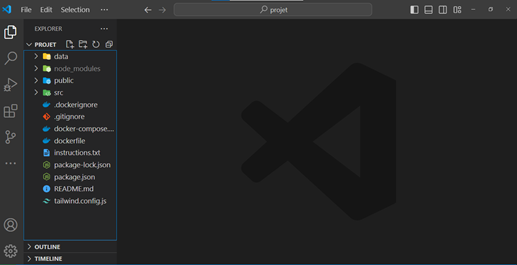 File Edit Selection ...
projet
EXPLORER ...
PROJET
data
node_modules
public
src
.dockerignore
.gitignore
docker-compose....
dockerfile
instructions.txt
package-lock.json
package.json
README.md
tailwind.config.js
OUTLINE
TIMELINE